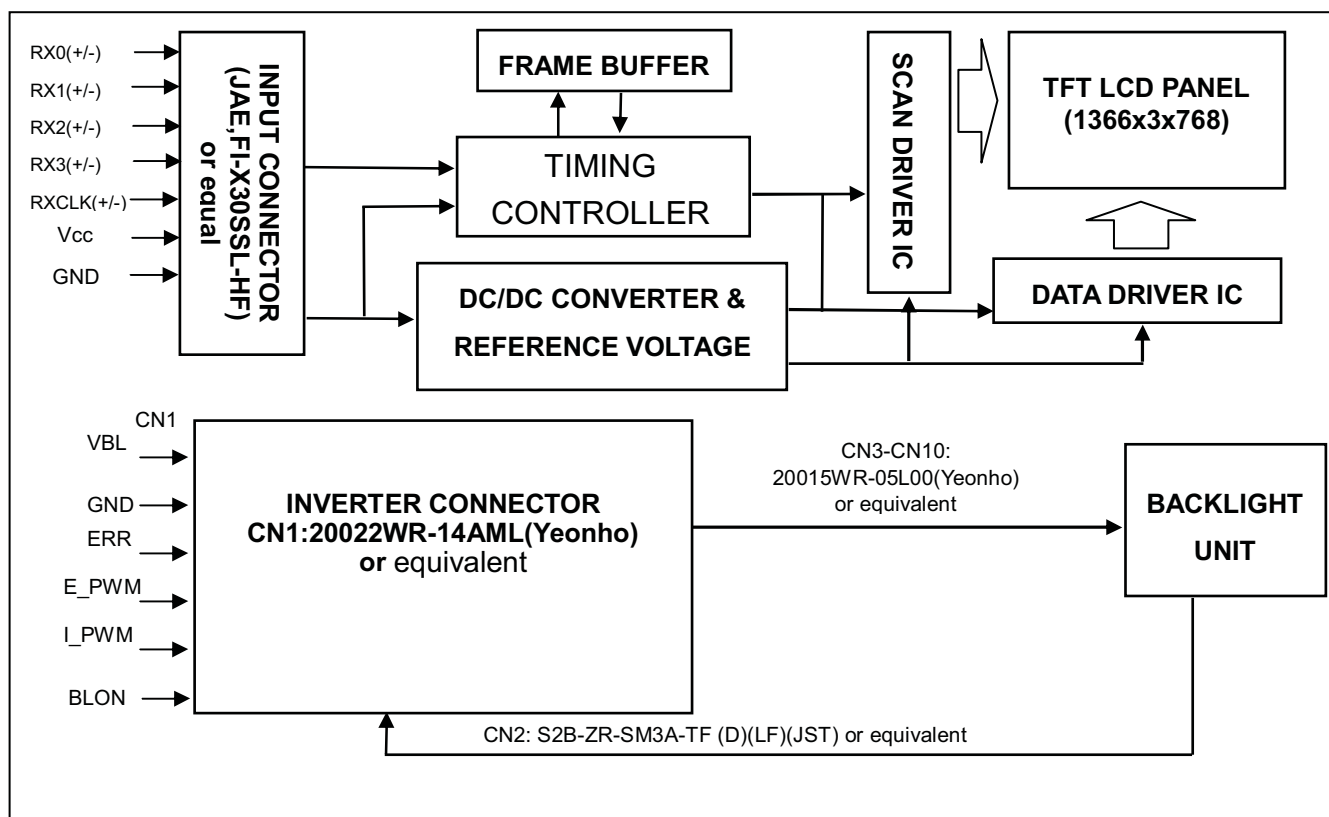 RX0(+/-)
RX1(+/-)
RX2(+/-)
RX3(+/-)
RXCLK(+/-)
Vcc
GND
INPUT CONNECTOR
(JAE,FI-X30SSL-HF)
or equal
FRAME BUFFER
TIMING
CONTROLLER
DC/DC CONVERTER &
REFERENCE VOLTAGE
SCAN DRIVER IC
TFT LCD PANEL
(1366x3x768)
DATA DRIVER IC
CN1
VBL
GND
ERR
E_PWM
I_PWM
BLON
INVERTER CONNECTOR
CN1:20022WR-14AML(Yeonho)
or equivalent
CN3-CN10:
20015WR-05L00(Yeonho)
or equivalent
BACKLIGHT
UNIT
CN2: S2B-ZR-SM3A-TF (D)(LF)(JST) or equivalent